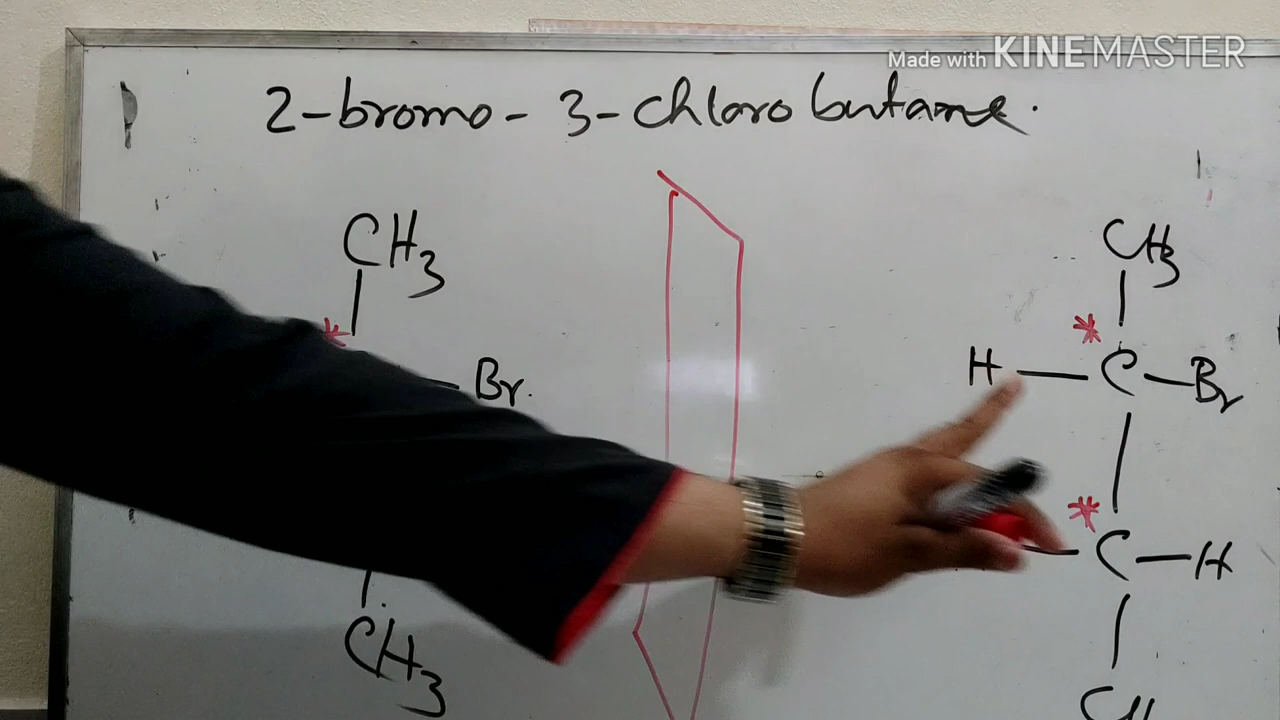 Made with KINEMASTER
2-bromo-3-chlorobutane.
CH3
CH3
* *
Br. H — C — Br
*
C — H
CH3